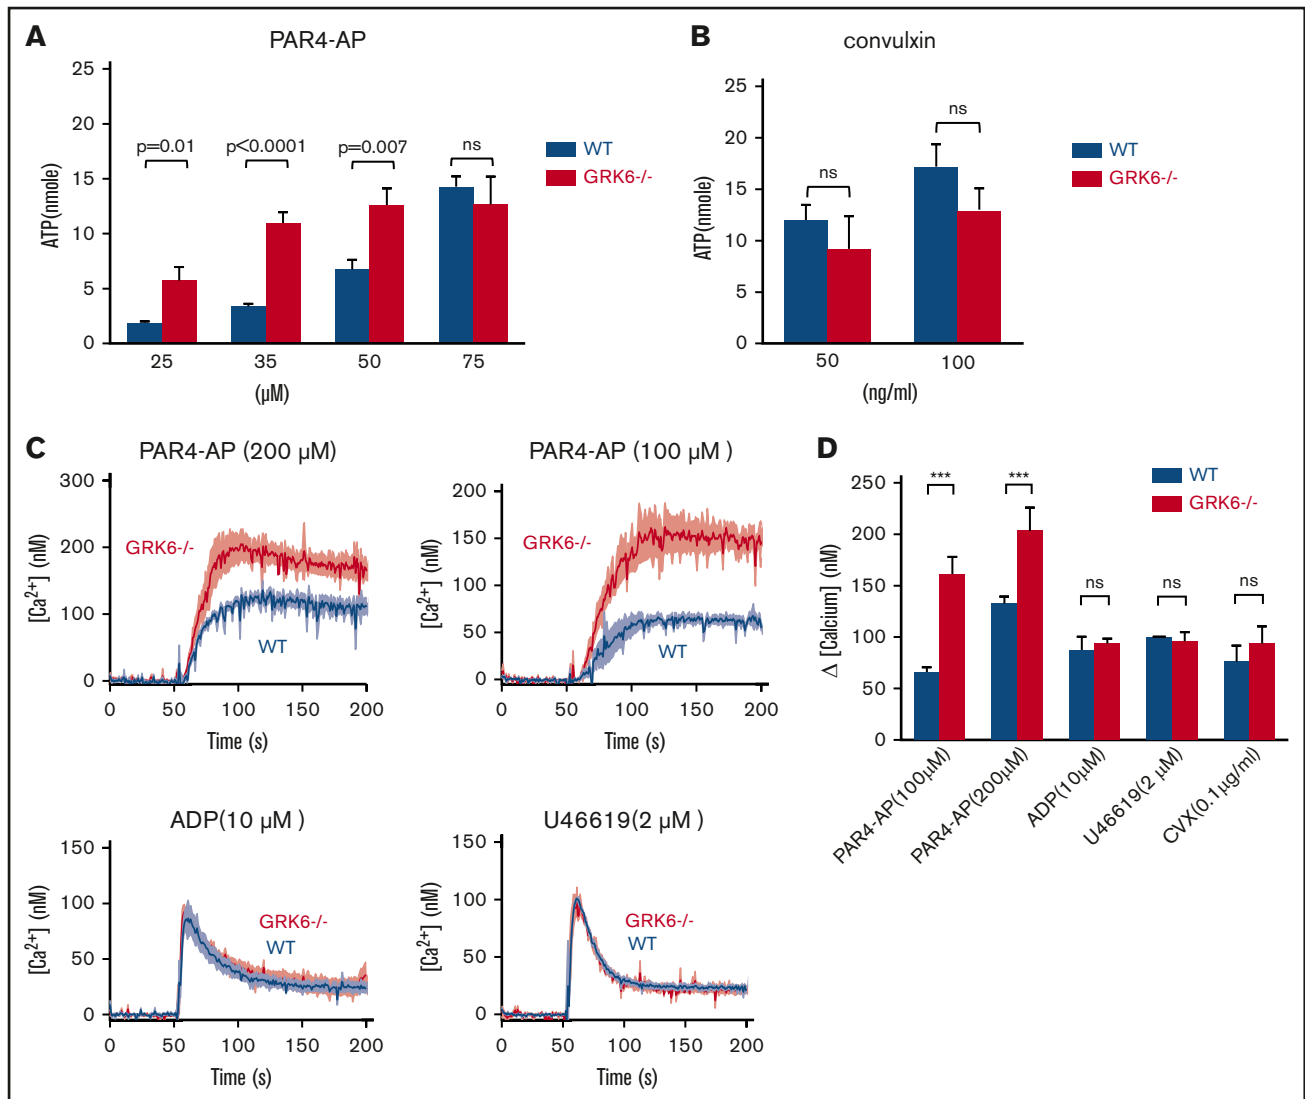 A
PAR4-AP
25
20
15
10
5
0
ATP(nmole)
p=0.01
p<0.0001
p=0.007
ns
WT
GRK6-/-
25 35 50 75
(µM)
B
convulxin
25
20
15
10
5
0
ATP(nmole)
ns
ns
WT
GRK6-/-
50 100
(ng/ml)
C
PAR4-AP (200 µM)
300
200
100
0
[Ca²⁺] (nM)
GRK6-/-
WT
0 50 100 150 200
Time (s)
PAR4-AP (100 µM )
200
150
100
50
0
[Ca²⁺] (nM)
GRK6-/-
WT
0 50 100 150 200
Time (s)
ADP(10 µM )
150
100
50
0
[Ca²⁺] (nM)
GRK6-/-
WT
0 50 100 150 200
Time (s)
U46619(2 µM )
150
100
50
0
[Ca²⁺] (nM)
GRK6-/-
WT
0 50 100 150 200
Time (s)
D
250
200
150
100
50
0
Δ [Calcium] (nM)
***
***
ns
ns
ns
WT
GRK6-/-
PAR4-AP(100µM)
PAR4-AP(200µM)
ADP(10µM)
U46619(2 µM)
CVX(0.1µg/ml)